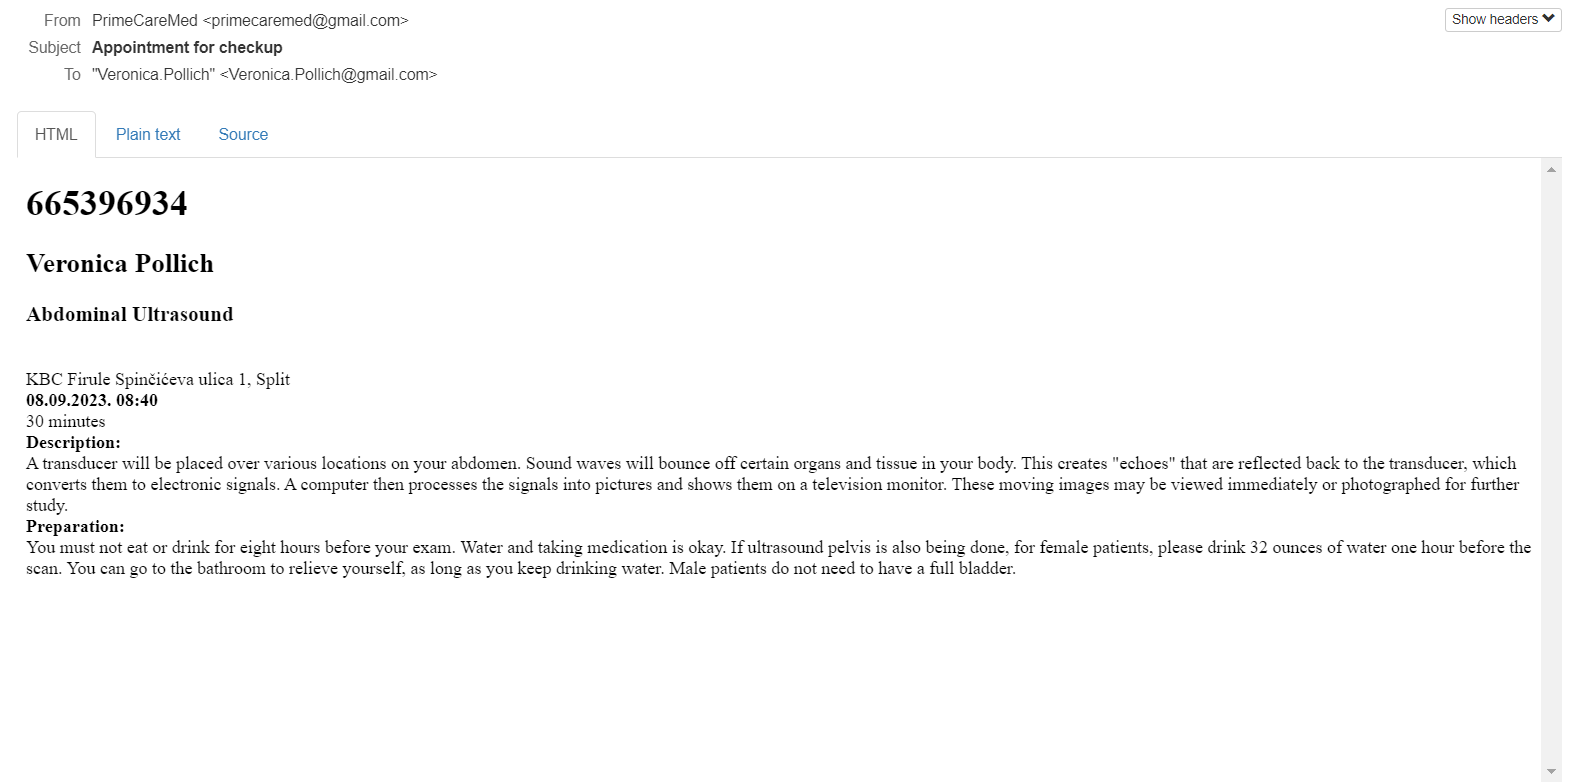 From PrimeCareMed <primecaremed@gmail.com>
Show headers
Subject Appointment for checkup
To "Veronica.Pollich" <Veronica.Pollich@gmail.com>
HTML Plain text Source
665396934
Veronica Pollich
Abdominal Ultrasound
KBC Firule Spinčićeva ulica 1, Split
08.09.2023. 08:40
30 minutes
Description:
A transducer will be placed over various locations on your abdomen. Sound waves will bounce off certain organs and tissue in your body. This creates "echoes" that are reflected back to the transducer, which
converts them to electronic signals. A computer then processes the signals into pictures and shows them on a television monitor. These moving images may be viewed immediately or photographed for further
study.
Preparation:
You must not eat or drink for eight hours before your exam. Water and taking medication is okay. If ultrasound pelvis is also being done, for female patients, please drink 32 ounces of water one hour before the
scan. You can go to the bathroom to relieve yourself, as long as you keep drinking water. Male patients do not need to have a full bladder.